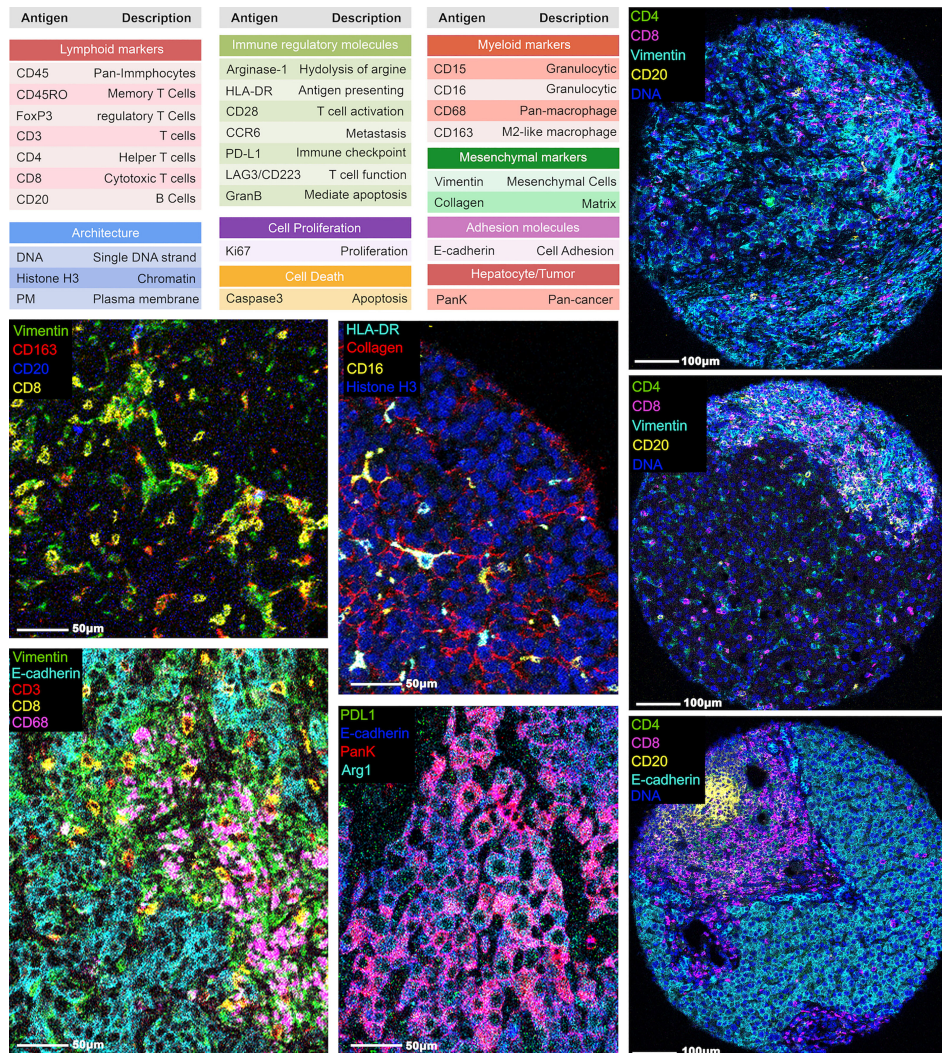 Antigen Description
Lymphoid markers
CD45 Pan-Immphocytes
CD45RO Memory T Cells
FoxP3 regulatory T Cells
CD3 T cells
CD4 Helper T cells
CD8 Cytotoxic T cells
CD20 B Cells
Architecture
DNA Single DNA strand
Histone H3 Chromatin
PM Plasma membrane
Antigen Description
Immune regulatory molecules
Arginase-1 Hydolysis of argine
HLA-DR Antigen presenting
CD28 T cell activation
CCR6 Metastasis
PD-L1 Immune checkpoint
LAG3/CD223 T cell function
GranB Mediate apoptosis
Cell Proliferation
Ki67 Proliferation
Cell Death
Caspase3 Apoptosis
Antigen Description
Myeloid markers
CD15 Granulocytic
CD16 Granulocytic
CD68 Pan-macrophage
CD163 M2-like macrophage
Mesenchymal markers
Vimentin Mesenchymal Cells
Collagen Matrix
Adhesion molecules
E-cadherin Cell Adhesion
Hepatocyte/Tumor
PanK Pan-cancer
CD4
CD8
Vimentin
CD20
DNA
100μm
Vimentin
CD163
CD20
CD8
50μm
HLA-DR
Collagen
CD16
Histone H3
50μm
CD4
CD8
Vimentin
CD20
DNA
100μm
Vimentin
E-cadherin
CD3
CD8
CD68
50μm
PDL1
E-cadherin
PanK
Arg1
50μm
CD4
CD8
CD20
E-cadherin
DNA
100μm